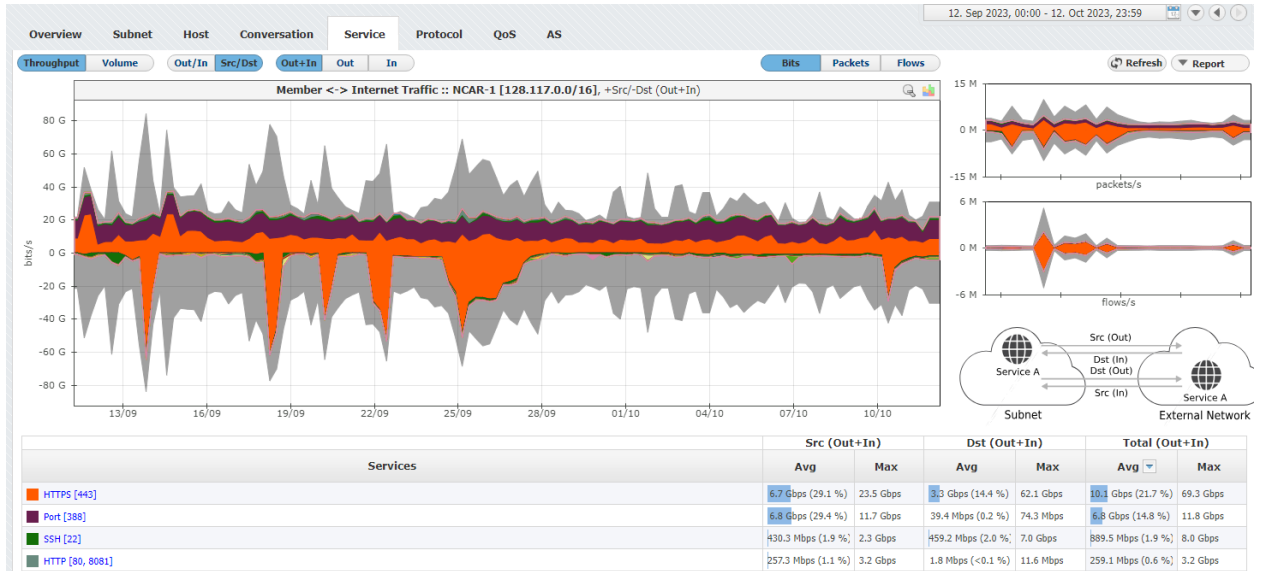 12. Sep 2023, 00:00 - 12. Oct 2023, 23:59
Overview Subnet Host Conversation Service Protocol QoS AS
Throughput Volume Out/In Src/Dst Out+In Out In Bits Packets Flows Refresh Report
Member <-> Internet Traffic :: NCAR-1 [128.117.0.0/16], +Src/-Dst (Out+In)
bits/s
80 G
60 G
40 G
20 G
0 G
-20 G
-40 G
-60 G
-80 G
13/09 16/09 19/09 22/09 25/09 28/09 01/10 04/10 07/10 10/10
15 M
0 M
-15 M
packets/s
6 M
0 M
-6 M
flows/s
Src (Out)
Dst (In)
Dst (Out)
Src (In)
Service A
Service A
Subnet External Network
Src (Out+In) Dst (Out+In) Total (Out+In)
Services Avg Max Avg Max Avg Max
HTTPS [443] 6.7 Gbps (29.1 %) 23.5 Gbps 3.3 Gbps (14.4 %) 62.1 Gbps 10.1 Gbps (21.7 %) 69.3 Gbps
Port [388] 6.8 Gbps (29.4 %) 11.7 Gbps 39.4 Mbps (0.2 %) 74.3 Mbps 6.8 Gbps (14.8 %) 11.8 Gbps
SSH [22] 430.3 Mbps (1.9 %) 2.3 Gbps 459.2 Mbps (2.0 %) 7.0 Gbps 889.5 Mbps (1.9 %) 8.0 Gbps
HTTP [80, 8081] 257.3 Mbps (1.1 %) 3.2 Gbps 1.8 Mbps (<0.1 %) 11.6 Mbps 259.1 Mbps (0.6 %) 3.2 Gbps